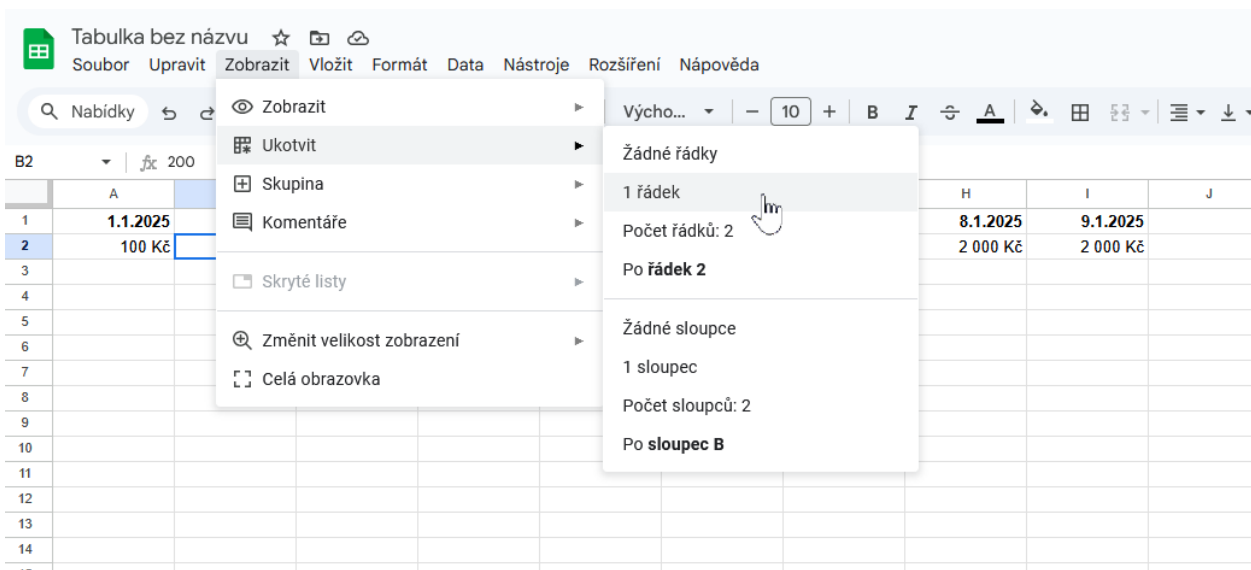 Tabulka bez názvu
Soubor Upravit Zobrazit Vložit Formát Data Nástroje Rozšíření Nápověda
Nabídky Výcho... 10 B I A
B2 fx 200
A H I J
1 1.1.2025 8.1.2025 9.1.2025
2 100 Kč 2 000 Kč 2 000 Kč
3
4
5
6
7
8
9
10
11
12
13
14
Zobrazit
Ukotvit
Skupina
Komentáře
Skryté listy
Změnit velikost zobrazení
Celá obrazovka
Žádné řádky
1 řádek
Počet řádků: 2
Po řádek 2
Žádné sloupce
1 sloupec
Počet sloupců: 2
Po sloupec B